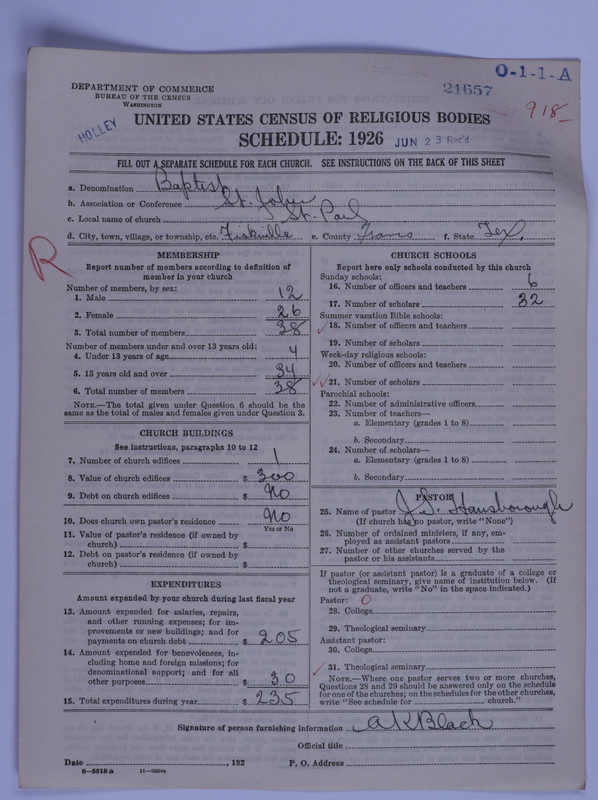 O-1-1-A
21657
918-
DEPARTMENT OF COMMERCE
BUREAU OF THE CENSUS
WASHINGTON
HOLLEY
UNITED STATES CENSUS OF RELIGIOUS BODIES
SCHEDULE: 1926 JUN 23 Rec'd
FILL OUT A SEPARATE SCHEDULE FOR EACH CHURCH. SEE INSTRUCTIONS ON THE BACK OF THIS SHEET
a. Denomination Baptist
b. Association or Conference St. John
c. Local name of church St. Paul
d. City, town, village, or township, etc. Fiskville e. County Travis f. State Tex.
R
MEMBERSHIP
Report number of members according to definition of
member in your church
Number of members, by sex:
1. Male 12
2. Female 26
3. Total number of members 38
Number of members under and over 13 years old:
4. Under 13 years of age 4
5. 13 years old and over 34
6. Total number of members 38
NOTE.—The total given under Question 6 should be the
same as the total of males and females given under Question 3.
CHURCH BUILDINGS
See instructions, paragraphs 10 to 12
7. Number of church edifices 1
8. Value of church edifices $ 300
9. Debt on church edifices $ No
10. Does church own pastor's residence No
Yes or No
11. Value of pastor's residence (if owned by
church) $
12. Debt on pastor's residence (if owned by
church) $
EXPENDITURES
Amount expended by your church during last fiscal year
13. Amount expended for salaries, repairs,
and other running expenses; for im-
provements or new buildings; and for
payments on church debt $ 205
14. Amount expended for benevolences, in-
cluding home and foreign missions; for
denominational support; and for all
other purposes $ 30
15. Total expenditures during year $ 235
CHURCH SCHOOLS
Report here only schools conducted by this church
Sunday schools:
16. Number of officers and teachers 6
17. Number of scholars 32
Summer vacation Bible schools:
18. Number of officers and teachers
19. Number of scholars
Week-day religious schools:
20. Number of officers and teachers
21. Number of scholars
Parochial schools:
22. Number of administrative officers
23. Number of teachers—
a. Elementary (grades 1 to 8)
b. Secondary
24. Number of scholars—
a. Elementary (grades 1 to 8)
b. Secondary
PASTOR
25. Name of pastor J.S. Hansborough
(If church has no pastor, write "None")
26. Number of ordained ministers, if any, em-
ployed as assistant pastors
27. Number of other churches served by the
pastor or his assistants
If pastor (or assistant pastor) is a graduate of a college or
theological seminary, give name of institution below. (If
not a graduate, write "No" in the space indicated.)
Pastor: 0
28. College
29. Theological seminary
Assistant pastor:
30. College
31. Theological seminary
NOTE.—Where one pastor serves two or more churches,
Questions 28 and 29 should be answered only on the schedule
for one of the churches; on the schedules for the other churches,
write "See schedule for church."
Signature of person furnishing information A K Black
Official title
Date , 192 P. O. Address
8-5518 a 11-9054a